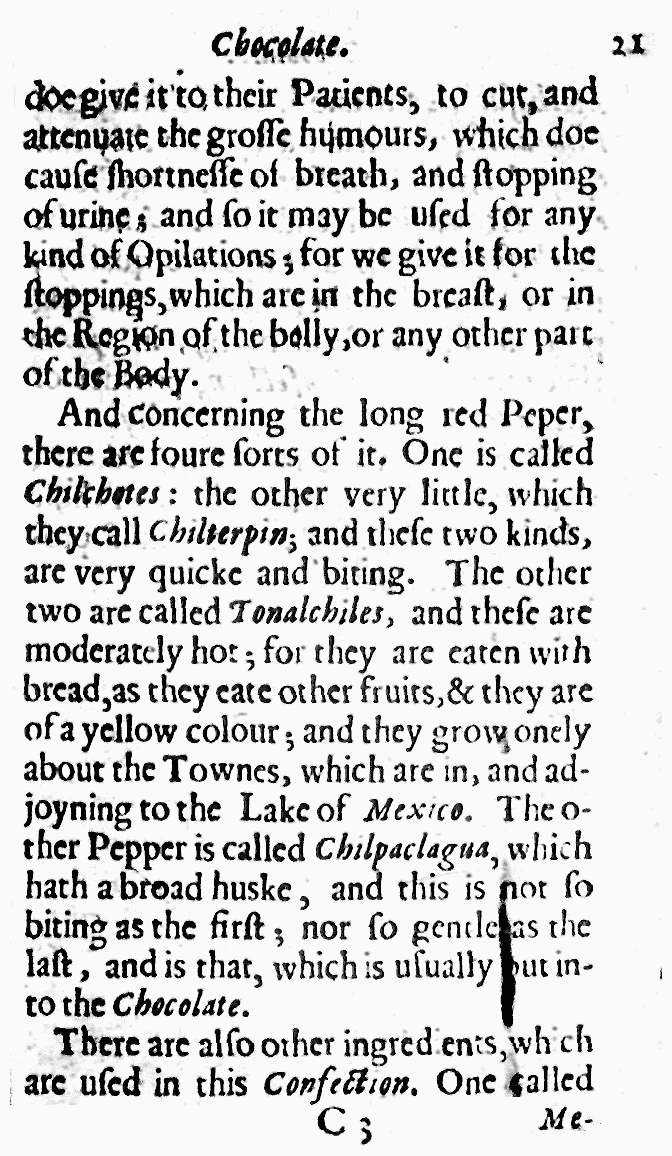 Chocolate. 21
doe give it to their Patients, to cut, and
attenuate the grosse humours, which doe
cauſe ſhortneſſe of breath, and ſtopping
of urine; and ſo it may be uſed for any
kind of Opilations; for we give it for the
ſtoppings, which are in the breaſt, or in
the Region of the belly, or any other part
of the Body.
And concerning the long red Peper,
there are foure ſorts of it. One is called
Chilchotes: the other very little, which
they call Chilterpin; and theſe two kinds,
are very quicke and biting. The other
two are called Tonalchiles, and theſe are
moderately hot; for they are eaten with
bread, as they eate other fruits, & they are
of a yellow colour; and they grow onely
about the Townes, which are in, and ad-
joyning to the Lake of Mexico. The o-
ther Pepper is called Chilpaclagua, which
hath a broad huske, and this is not ſo
biting as the firſt; nor ſo gentle as the
laſt, and is that, which is uſually put in-
to the Chocolate.
There are alſo other ingredients, which
are uſed in this Confection. One called
C 3 Me-